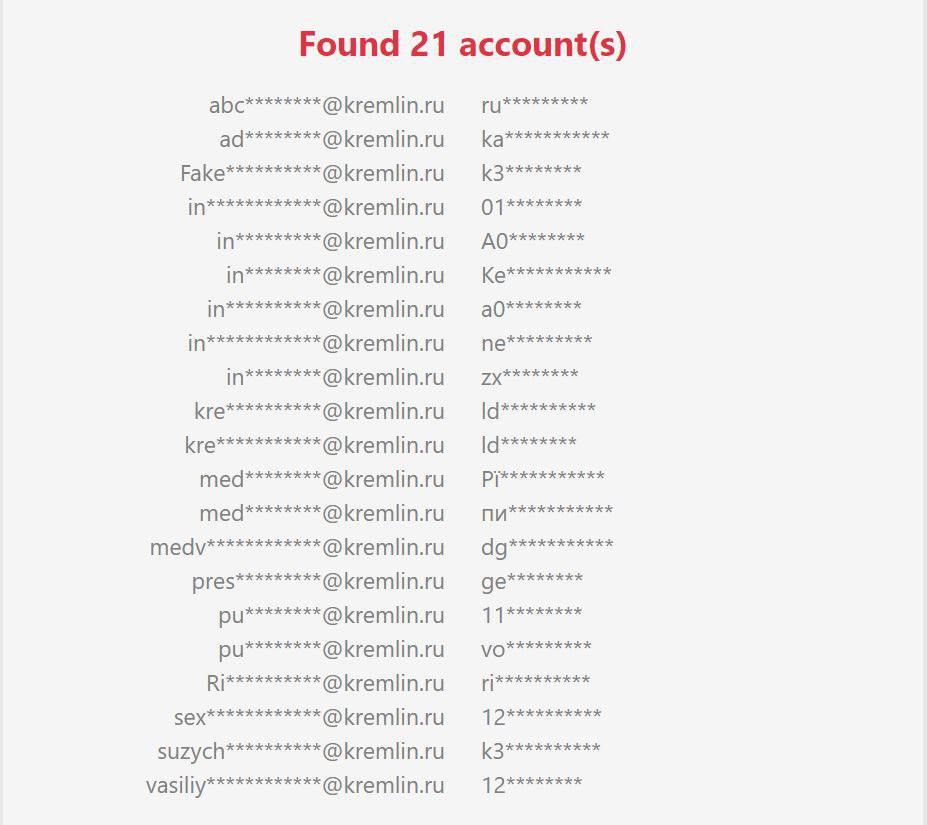 Found 21 account(s)
abc********@kremlin.ru ru*********
ad********@kremlin.ru ka***********
Fake**********@kremlin.ru k3********
in************@kremlin.ru 01********
in*********@kremlin.ru A0********
in********@kremlin.ru Ke***********
in**********@kremlin.ru a0********
in************@kremlin.ru ne*********
in********@kremlin.ru zx********
kre**********@kremlin.ru ld**********
kre***********@kremlin.ru ld********
med********@kremlin.ru Pї***********
med********@kremlin.ru пи***********
medv************@kremlin.ru dg***********
pres*********@kremlin.ru ge********
pu********@kremlin.ru 11********
pu********@kremlin.ru vo*********
Ri**********@kremlin.ru ri**********
sex************@kremlin.ru 12**********
suzych**********@kremlin.ru k3**********
vasiliy************@kremlin.ru 12********